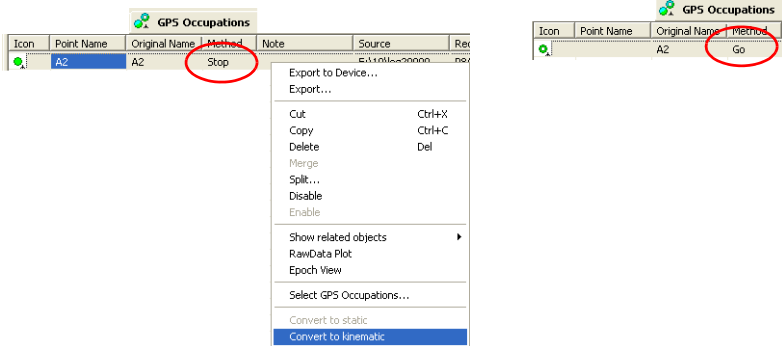 GPS Occupations
Icon Point Name Original Name Method Note Source
A2 A2 Stop
Export to Device...
Export...
Cut Ctrl+X
Copy Ctrl+C
Delete Del
Merge
Split...
Disable
Enable
Show related objects
RawData Plot
Epoch View
Select GPS Occupations...
Convert to static
Convert to kinematic
GPS Occupations
Icon Point Name Original Name Method
A2 Go